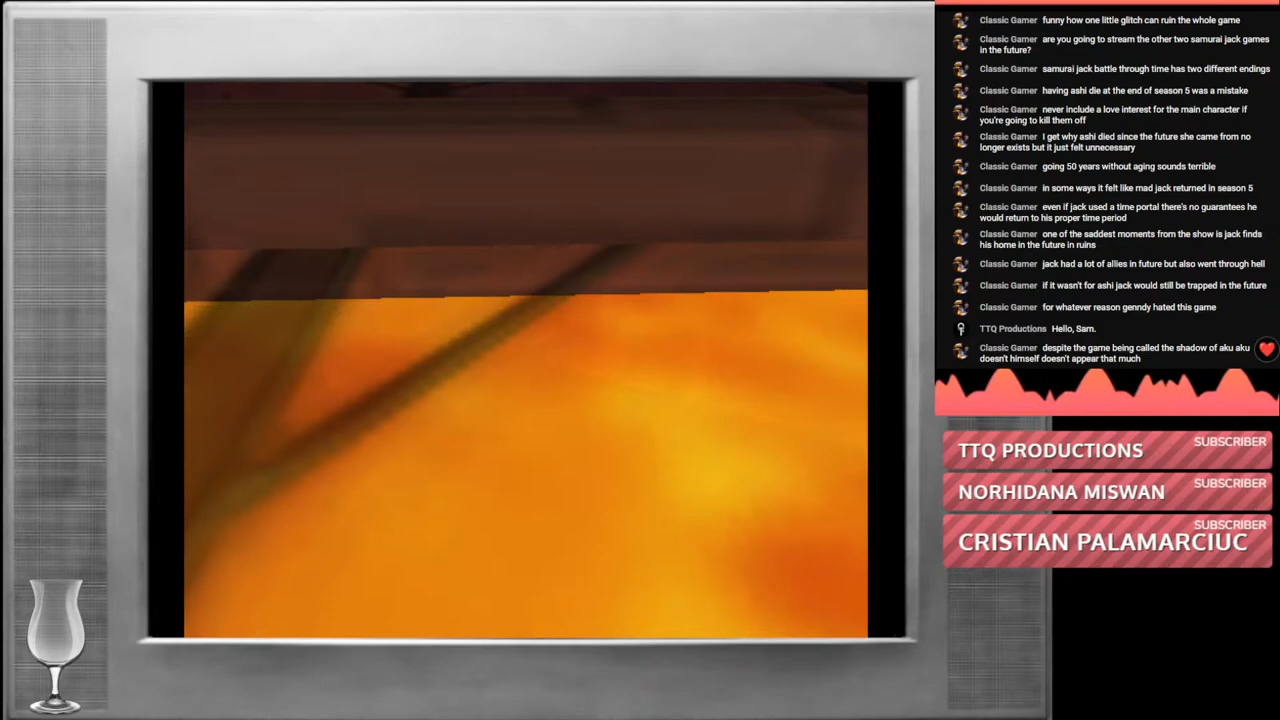 Classic Gamer funny how one little glitch can ruin the whole game
Classic Gamer are you going to stream the other two samurai jack games
in the future?
Classic Gamer samurai jack battle through time has two different endings
Classic Gamer having ashi die at the end of season 5 was a mistake
Classic Gamer never include a love interest for the main character if
you're going to kill them off
Classic Gamer I get why ashi died since the future she came from no
longer exists but it just felt unnecessary
Classic Gamer going 50 years without aging sounds terrible
Classic Gamer in some ways it felt like mad jack returned in season 5
Classic Gamer even if jack used a time portal there's no guarantees he
would return to his proper time period
Classic Gamer one of the saddest moments from the show is jack finds
his home in the future in ruins
Classic Gamer jack had a lot of allies in future but also went through hell
Classic Gamer if it wasn't for ashi jack would still be trapped in the future
Classic Gamer for whatever reason genndy hated this game
TTQ Productions Hello, Sam.
Classic Gamer despite the game being called the shadow of aku aku
doesn't himself doesn't appear that much
TTQ PRODUCTIONS SUBSCRIBER
NORHIDANA MISWAN SUBSCRIBER
CRISTIAN PALAMARCIUC SUBSCRIBER